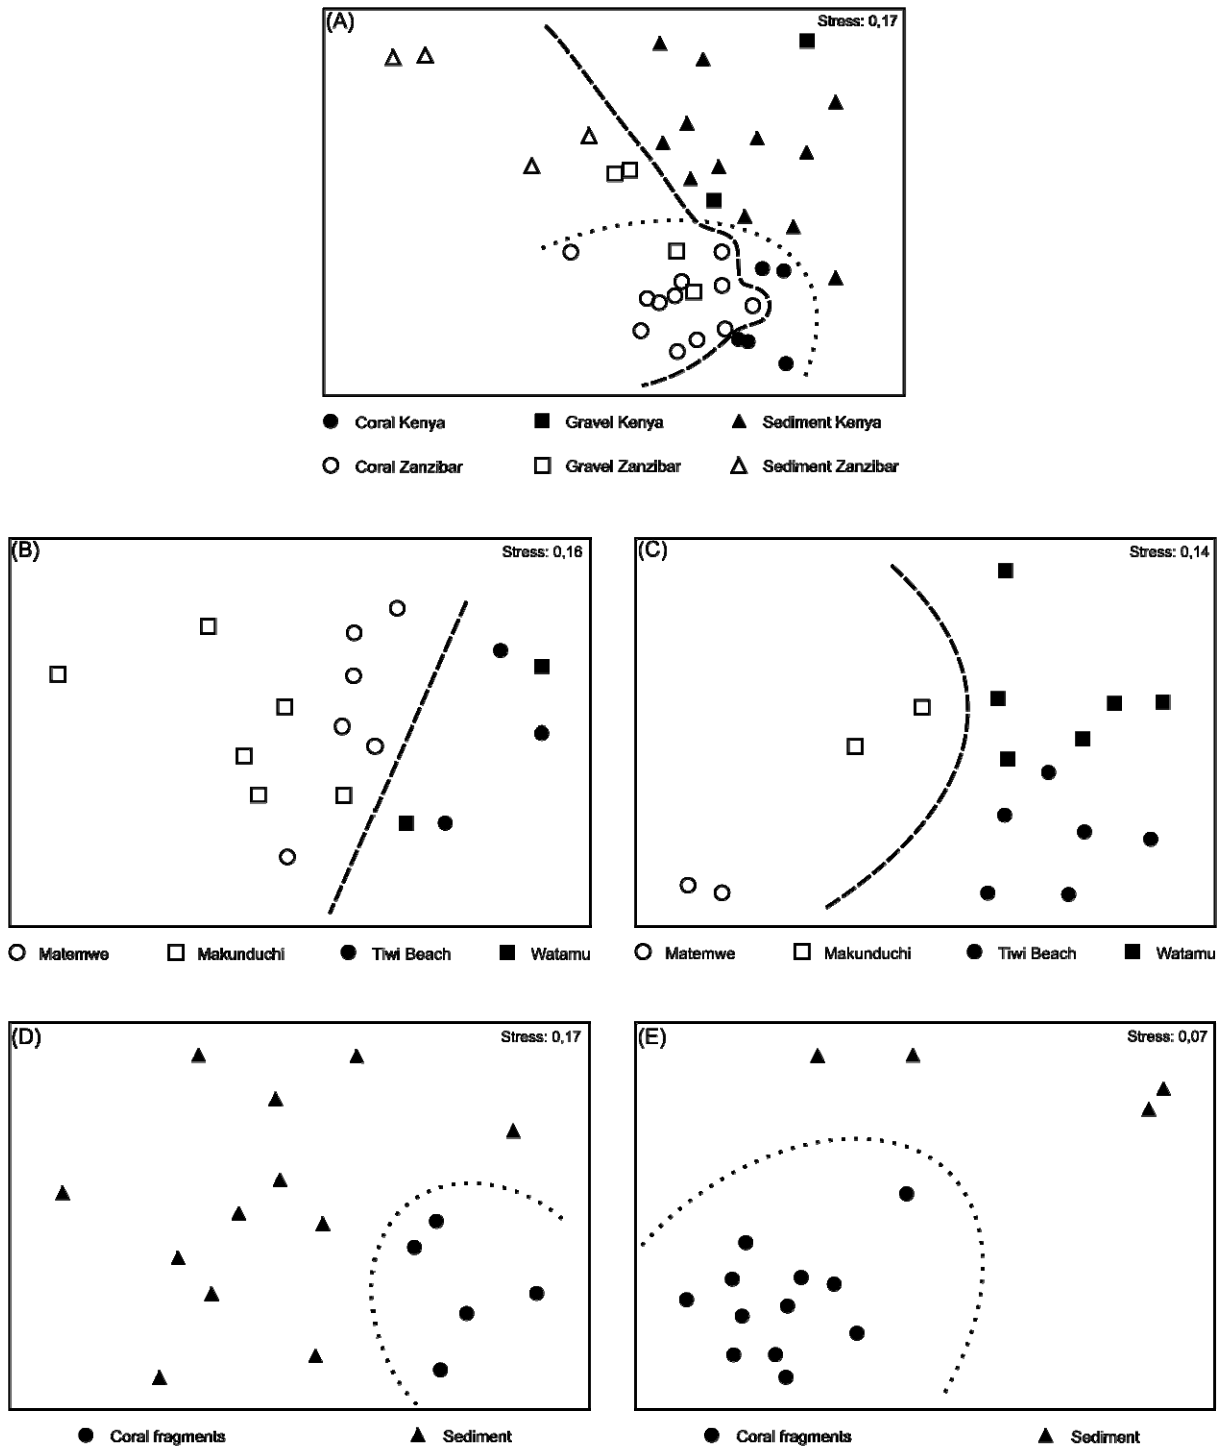 (A) Stress: 0,17
Coral Kenya Gravel Kenya Sediment Kenya
Coral Zanzibar Gravel Zanzibar Sediment Zanzibar
(B) Stress: 0,16
Matemwe Makunduchi Tiwi Beach Watamu
(C) Stress: 0,14
Matemwe Makunduchi Tiwi Beach Watamu
(D) Stress: 0,17
Coral fragments Sediment
(E) Stress: 0,07
Coral fragments Sediment